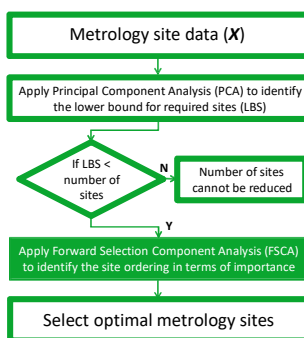 Metrology site data (X)
Apply Principal Component Analysis (PCA) to identify
the lower bound for required sites (LBS)
If LBS <
number of
sites
N
Number of sites
cannot be reduced
Y
Apply Forward Selection Component Analysis (FSCA)
to identify the site ordering in terms of importance
Select optimal metrology sites